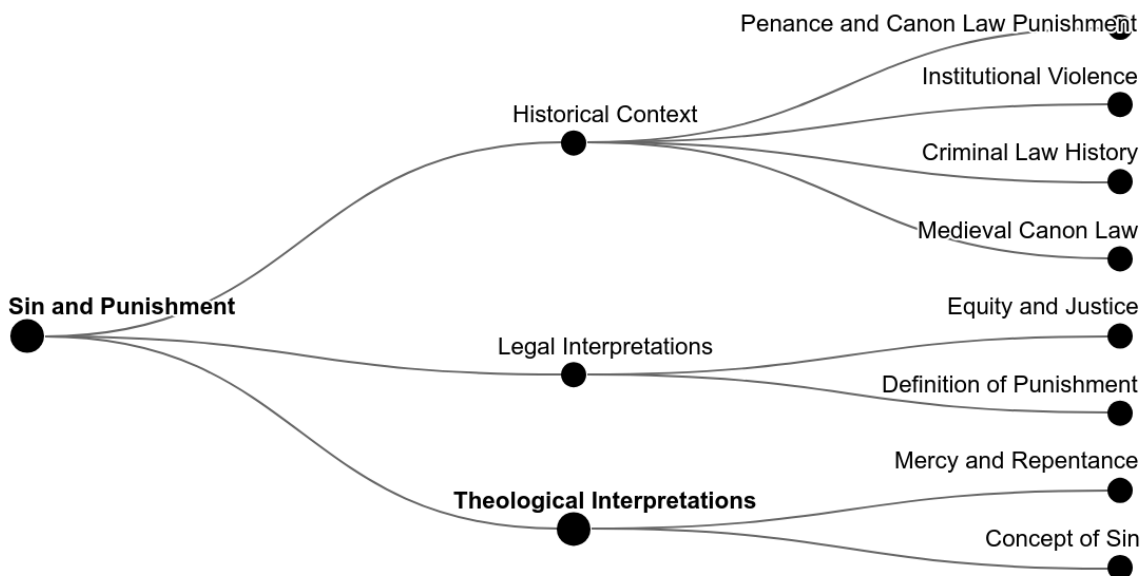 Penance and Canon Law Punishment
Institutional Violence
Historical Context
Criminal Law History
Medieval Canon Law
Sin and Punishment
Equity and Justice
Legal Interpretations
Definition of Punishment
Mercy and Repentance
Theological Interpretations
Concept of Sin